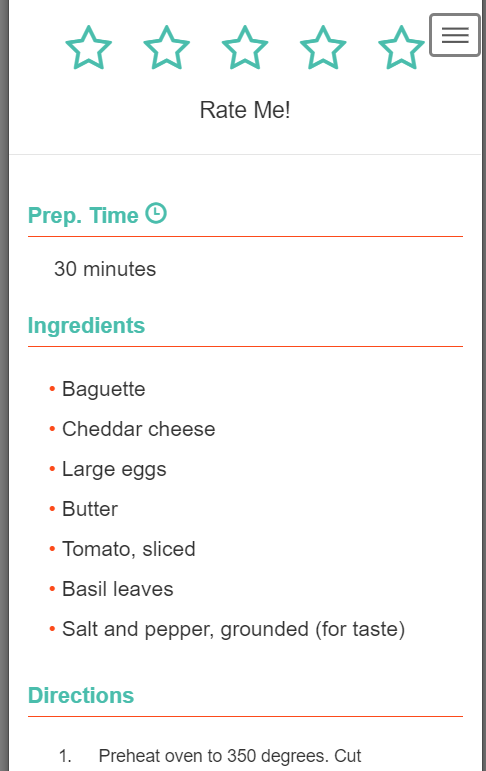 Rate Me!
Prep. Time
30 minutes
Ingredients
• Baguette
• Cheddar cheese
• Large eggs
• Butter
• Tomato, sliced
• Basil leaves
• Salt and pepper, grounded (for taste)
Directions
1. Preheat oven to 350 degrees. Cut